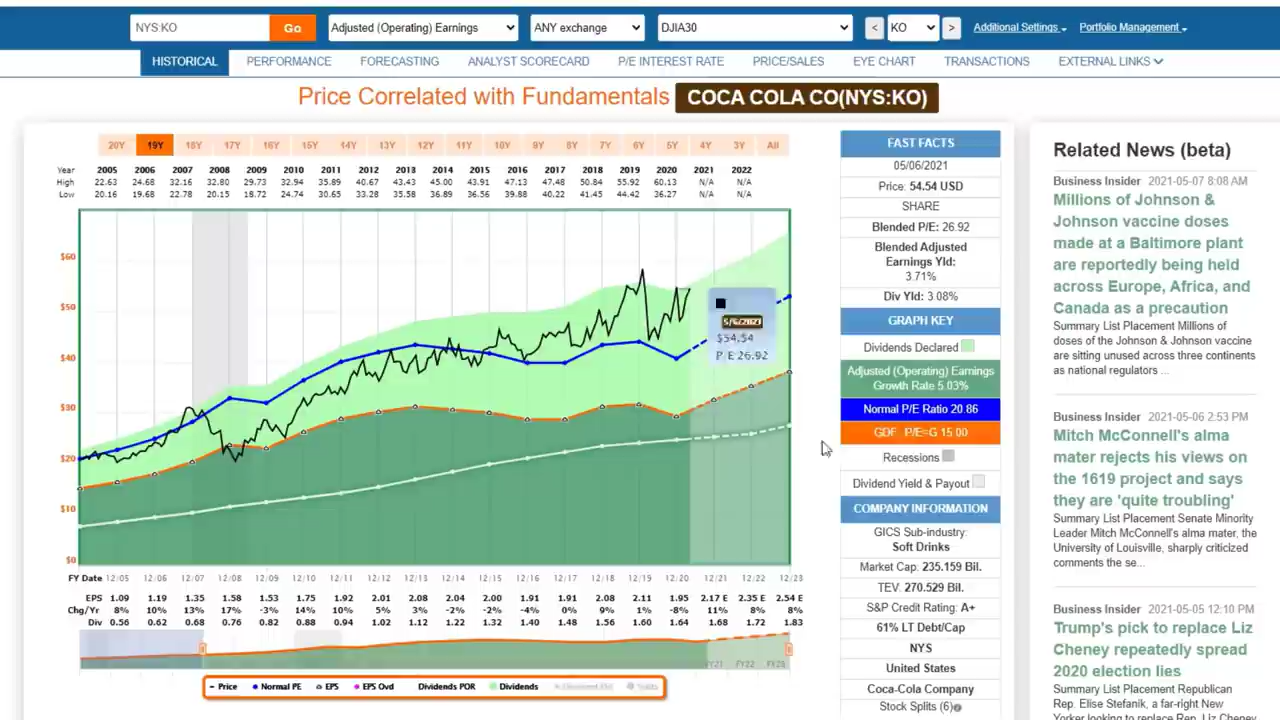 NYS:KO Go Adjusted (Operating) Earnings ANY exchange DJIA30 < KO > Additional Settings Portfolio Management
HISTORICAL PERFORMANCE FORECASTING ANALYST SCORECARD P/E INTEREST RATE PRICE/SALES EYE CHART TRANSACTIONS EXTERNAL LINKS
Price Correlated with Fundamentals COCA COLA CO(NYS:KO)
20Y 19Y 18Y 17Y 16Y 15Y 14Y 13Y 12Y 11Y 10Y 9Y 8Y 7Y 6Y 5Y 4Y 3Y All
Year 2005 2006 2007 2008 2009 2010 2011 2012 2013 2014 2015 2016 2017 2018 2019 2020 2021 2022
High 22.63 24.68 32.16 32.80 29.73 32.94 35.89 40.67 43.43 45.00 43.91 47.13 47.48 50.84 55.92 60.13 N/A N/A
Low 20.16 19.68 22.78 20.15 18.72 24.74 30.65 33.28 35.58 36.89 36.56 39.88 40.22 41.45 44.42 36.27 N/A N/A
$60
$50
$40
$30
$20
$10
$0
5/6/2021
$54.54
P/E 26.92
FY Date 12/05 12/06 12/07 12/08 12/09 12/10 12/11 12/12 12/13 12/14 12/15 12/16 12/17 12/18 12/19 12/20 12/21 12/22 12/23
EPS 1.09 1.19 1.35 1.58 1.53 1.75 1.92 2.01 2.08 2.04 2.00 1.91 1.91 2.08 2.11 1.95 2.17 E 2.35 E 2.54 E
Chg/Yr 8% 10% 13% 17% -3% 14% 10% 5% 3% -2% -2% -4% 0% 9% 1% -8% 11% 8% 8%
Div 0.56 0.62 0.68 0.76 0.82 0.88 0.94 1.02 1.12 1.22 1.32 1.40 1.48 1.56 1.60 1.64 1.68 1.72 1.83
FY21 FY22
Price Normal PE EPS EPS Ovd Dividends POR Dividends
FAST FACTS
05/06/2021
Price: 54.54 USD
SHARE
Blended P/E: 26.92
Blended Adjusted
Earnings Yld:
3.71%
Div Yld: 3.08%
GRAPH KEY
Dividends Declared
Adjusted (Operating) Earnings
Growth Rate 5.03%
Normal P/E Ratio 20.86
GDF P/E=G 15.00
Recessions
Dividend Yield & Payout
COMPANY INFORMATION
GICS Sub-industry:
Soft Drinks
Market Cap: 235.159 Bil.
TEV: 270.529 Bil.
S&P Credit Rating: A+
61% LT Debt/Cap
NYS
United States
Coca-Cola Company
Stock Splits (6)
Related News (beta)
Business Insider 2021-05-07 8:08 AM
Millions of Johnson &
Johnson vaccine doses
made at a Baltimore plant
are reportedly being held
across Europe, Africa, and
Canada as a precaution
Summary List Placement Millions of
doses of the Johnson & Johnson vaccine
are sitting unused across three continents
as national regulators ...
Business Insider 2021-05-06 2:53 PM
Mitch McConnell's alma
mater rejects his views on
the 1619 project and says
they are 'quite troubling'
Summary List Placement Senate Minority
Leader Mitch McConnell's alma mater, the
University of Louisville, sharply criticized
comments the se...
Business Insider 2021-05-05 12:10 PM
Trump's pick to replace Liz
Cheney repeatedly spread
2020 election lies
Summary List Placement Republican
Rep. Elise Stefanik, a far-right New
Yorker looking to replace Rep. Liz Cheney